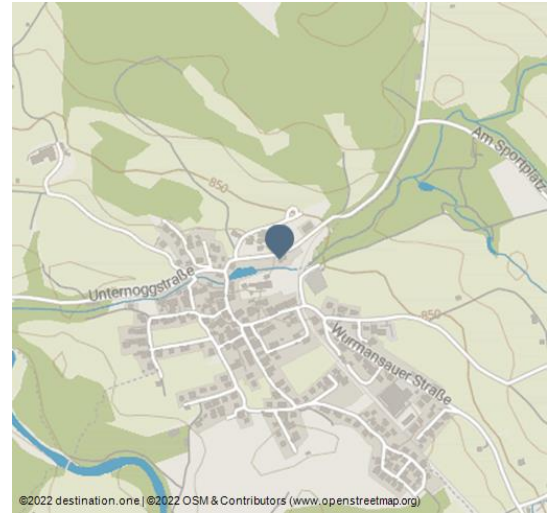 Am Sportplatz
850
Unternoggstraße
850
Wurmansauer Straße
©2022 destination.one | ©2022 OSM & Contributors (www.openstreetmap.org)